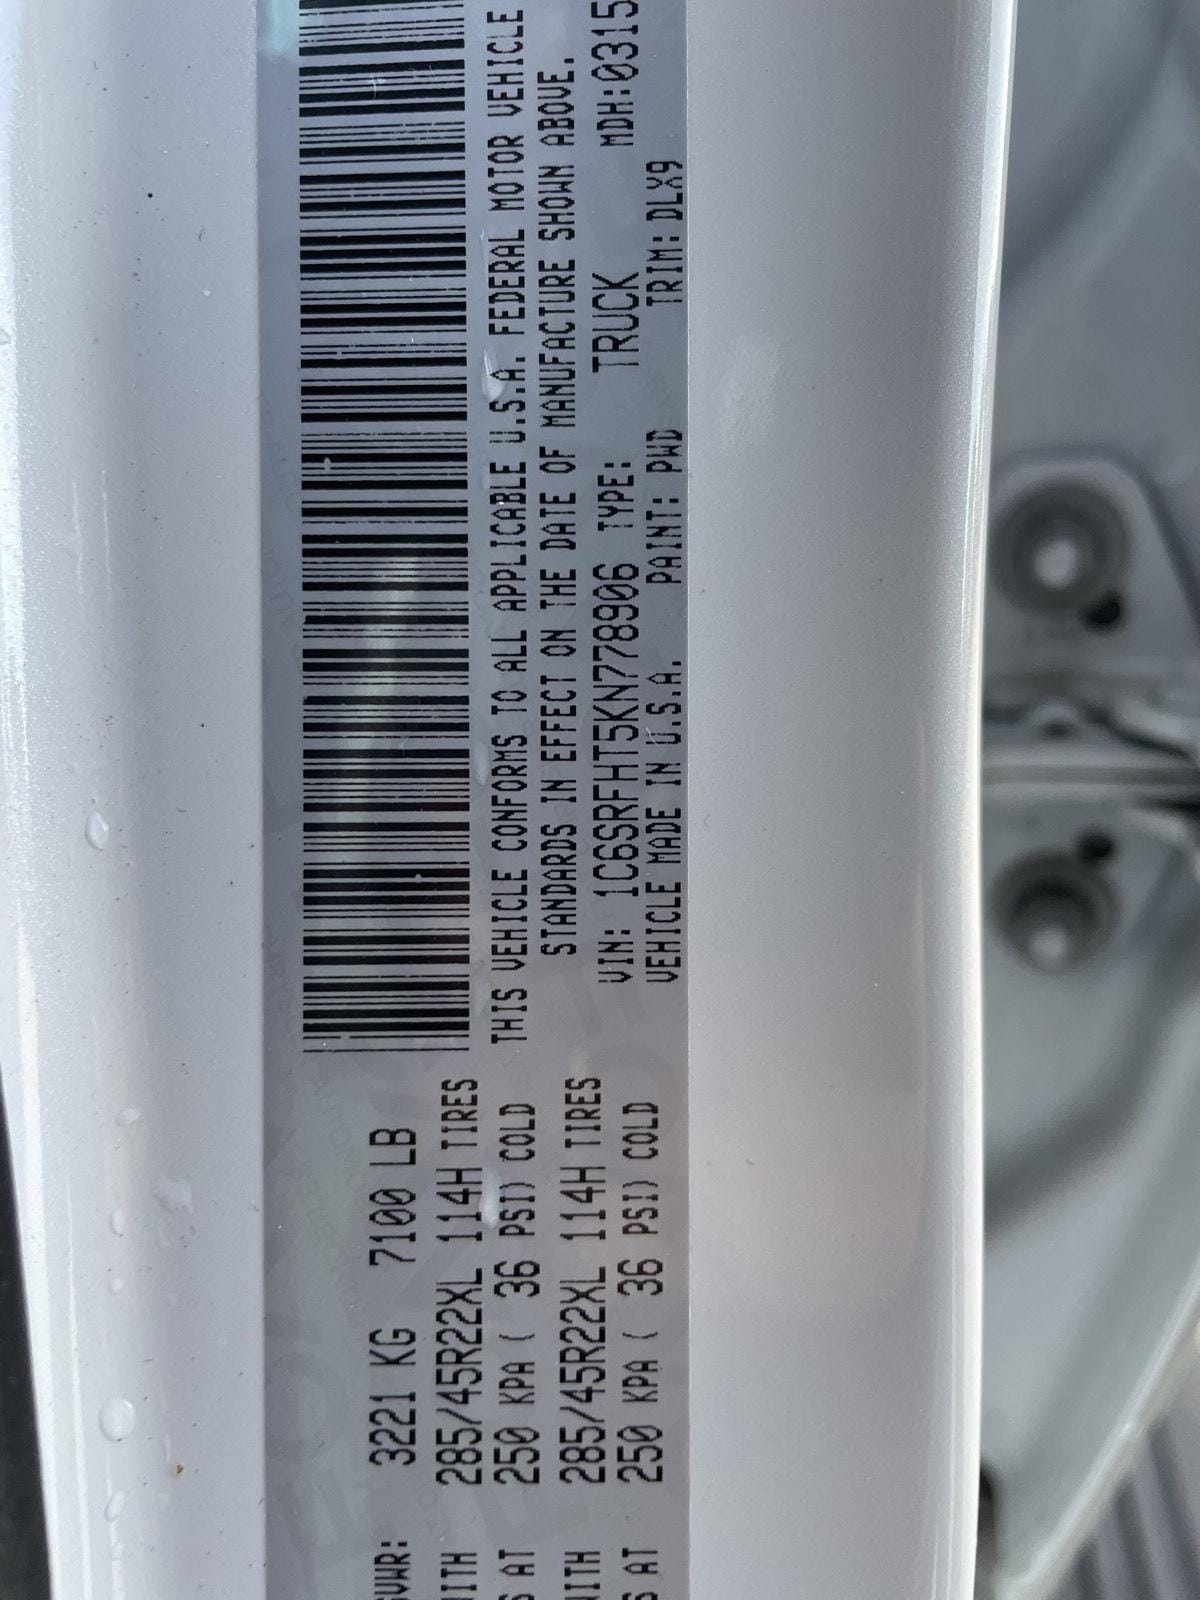 GVWR: 3221 KG 7100 LB
WITH 285/45R22XL 114H TIRES
S AT 250 KPA ( 36 PSI) COLD
WITH 285/45R22XL 114H TIRES
S AT 250 KPA ( 36 PSI) COLD
THIS VEHICLE CONFORMS TO ALL APPLICABLE U.S.A. FEDERAL MOTOR VEHICLE
STANDARDS IN EFFECT ON THE DATE OF MANUFACTURE SHOWN ABOVE.
VIN: 1C6SRFHT5KN778906 TYPE: TRUCK MDH:0315
VEHICLE MADE IN U.S.A. PAINT: PWD TRIM: DLX9